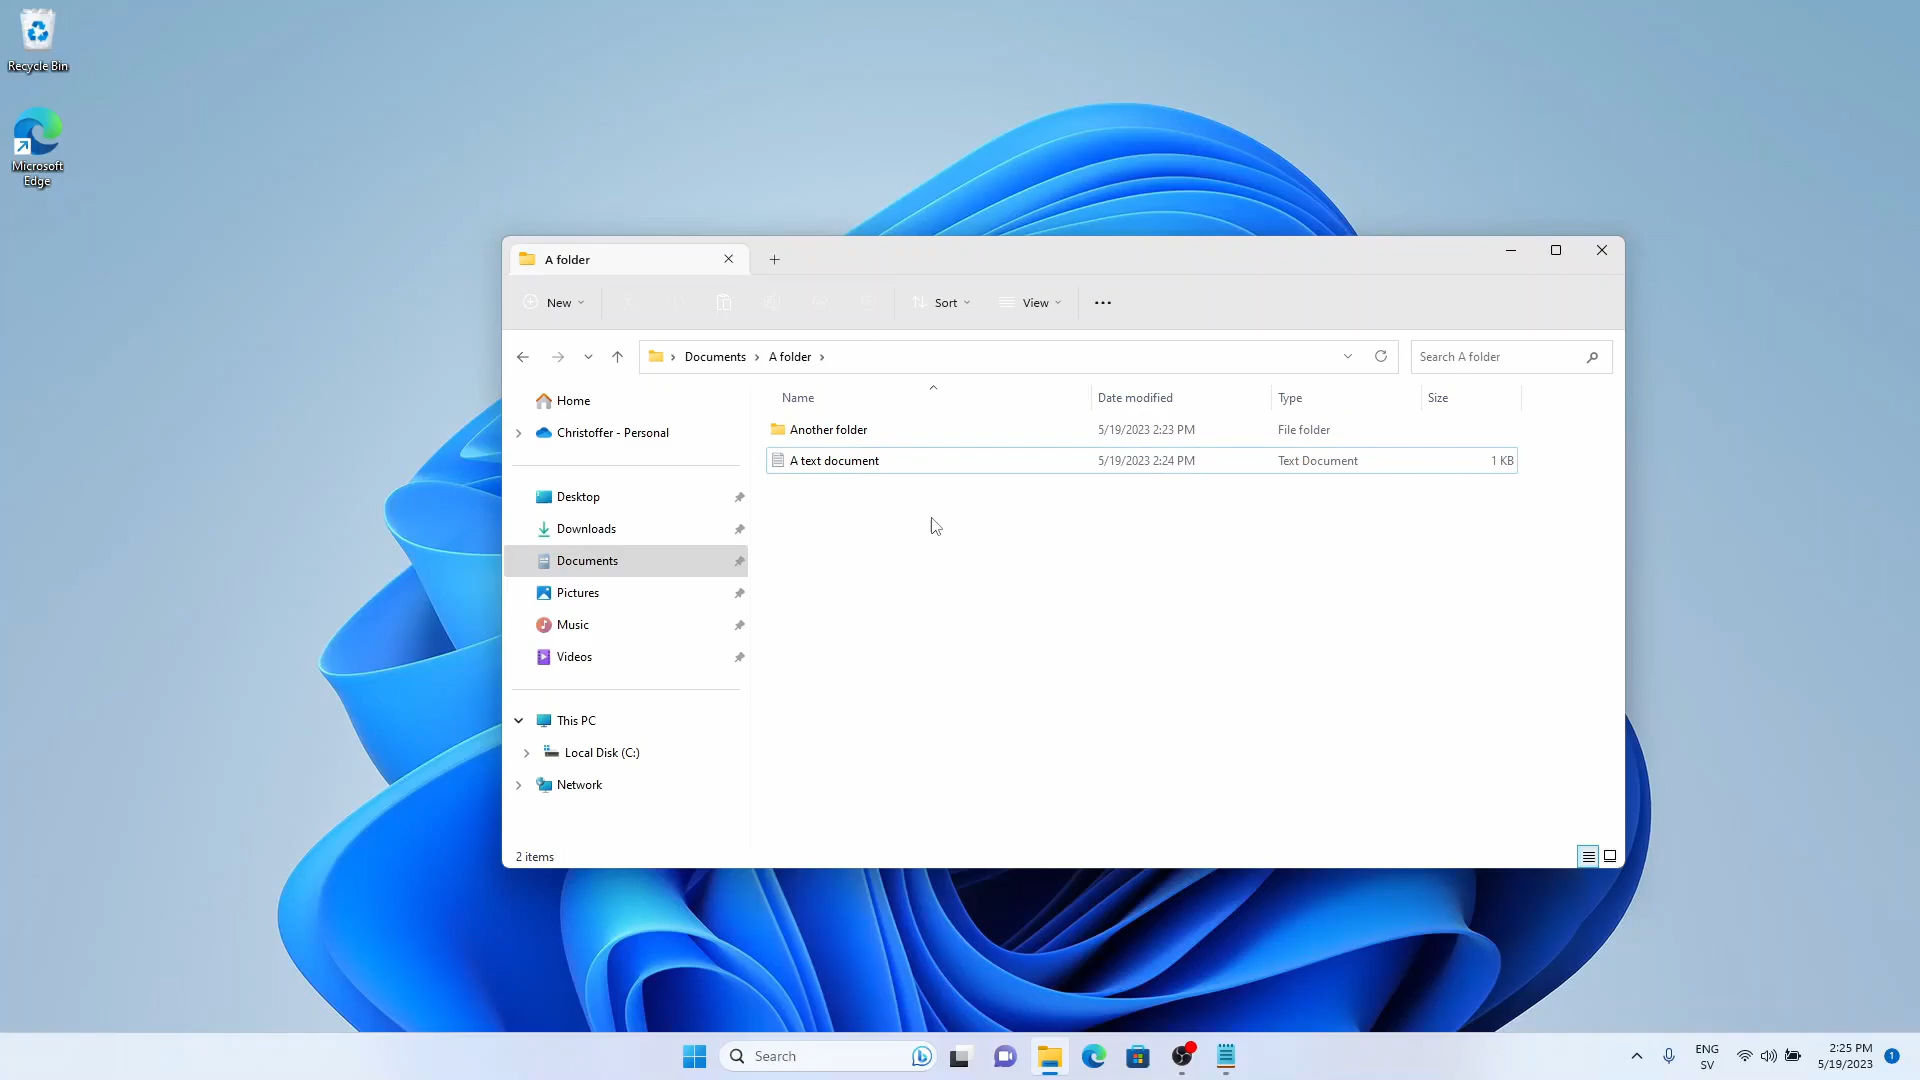 Recycle Bin
Microsoft
Edge
A folder
New
Sort
View
Documents
A folder
Search A folder
Name
Date modified
Type
Size
Home
Christoffer - Personal
Desktop
Downloads
Documents
Pictures
Music
Videos
This PC
Local Disk (C:)
Network
Another folder
5/19/2023 2:23 PM
File folder
A text document
5/19/2023 2:24 PM
Text Document
1 KB
2 items
Search
ENG
SV
2:25 PM
5/19/2023
1